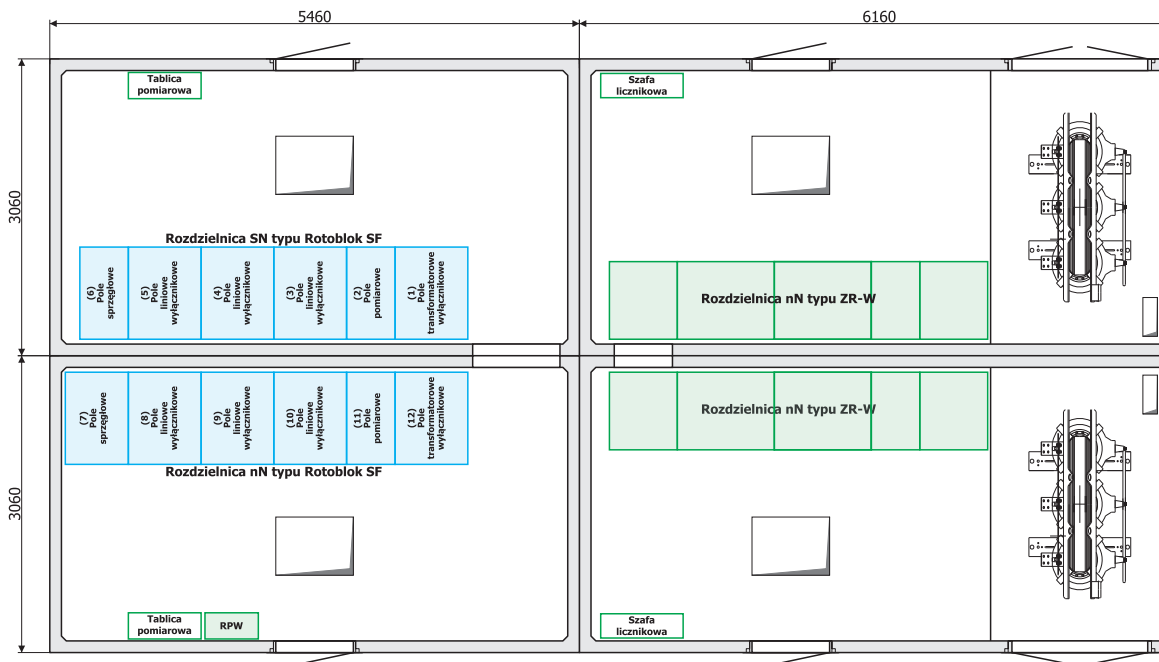 5460
6160
3060
Tablica
pomiarowa
Szafa
licznikowa
Rozdzielnica SN typu Rotoblok SF
(6)
Pole
sprzęgłowe
(5)
Pole
liniowe
wyłącznikowe
(4)
Pole
liniowe
wyłącznikowe
(3)
Pole
liniowe
wyłącznikowe
(2)
Pole
pomiarowe
(1)
Pole
transformatorowe
wyłącznikowe
Rozdzielnica nN typu ZR-W
3060
(7)
Pole
sprzęgłowe
(8)
Pole
liniowe
wyłącznikowe
(9)
Pole
liniowe
wyłącznikowe
(10)
Pole
liniowe
wyłącznikowe
(11)
Pole
pomiarowe
(12)
Pole
transformatorowe
wyłącznikowe
Rozdzielnica nN typu Rotoblok SF
Rozdzielnica nN typu ZR-W
Tablica
pomiarowa
RPW
Szafa
licznikowa